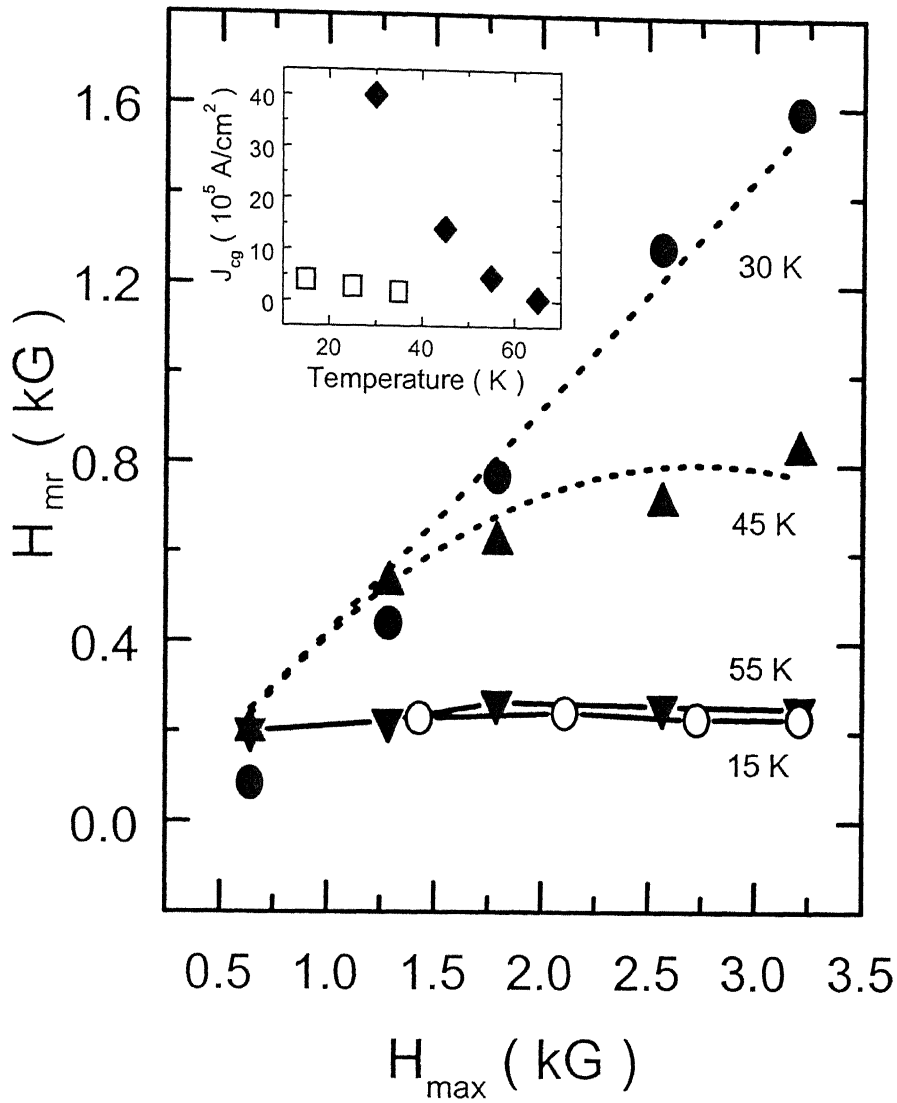 1.6
1.2
0.8
0.4
0.0
H_mr ( kG )
0.5 1.0 1.5 2.0 2.5 3.0 3.5
H_max ( kG )
40
30
20
10
0
J_cg ( 10^5 A/cm^2 )
20 40 60
Temperature ( K )
30 K
45 K
55 K
15 K